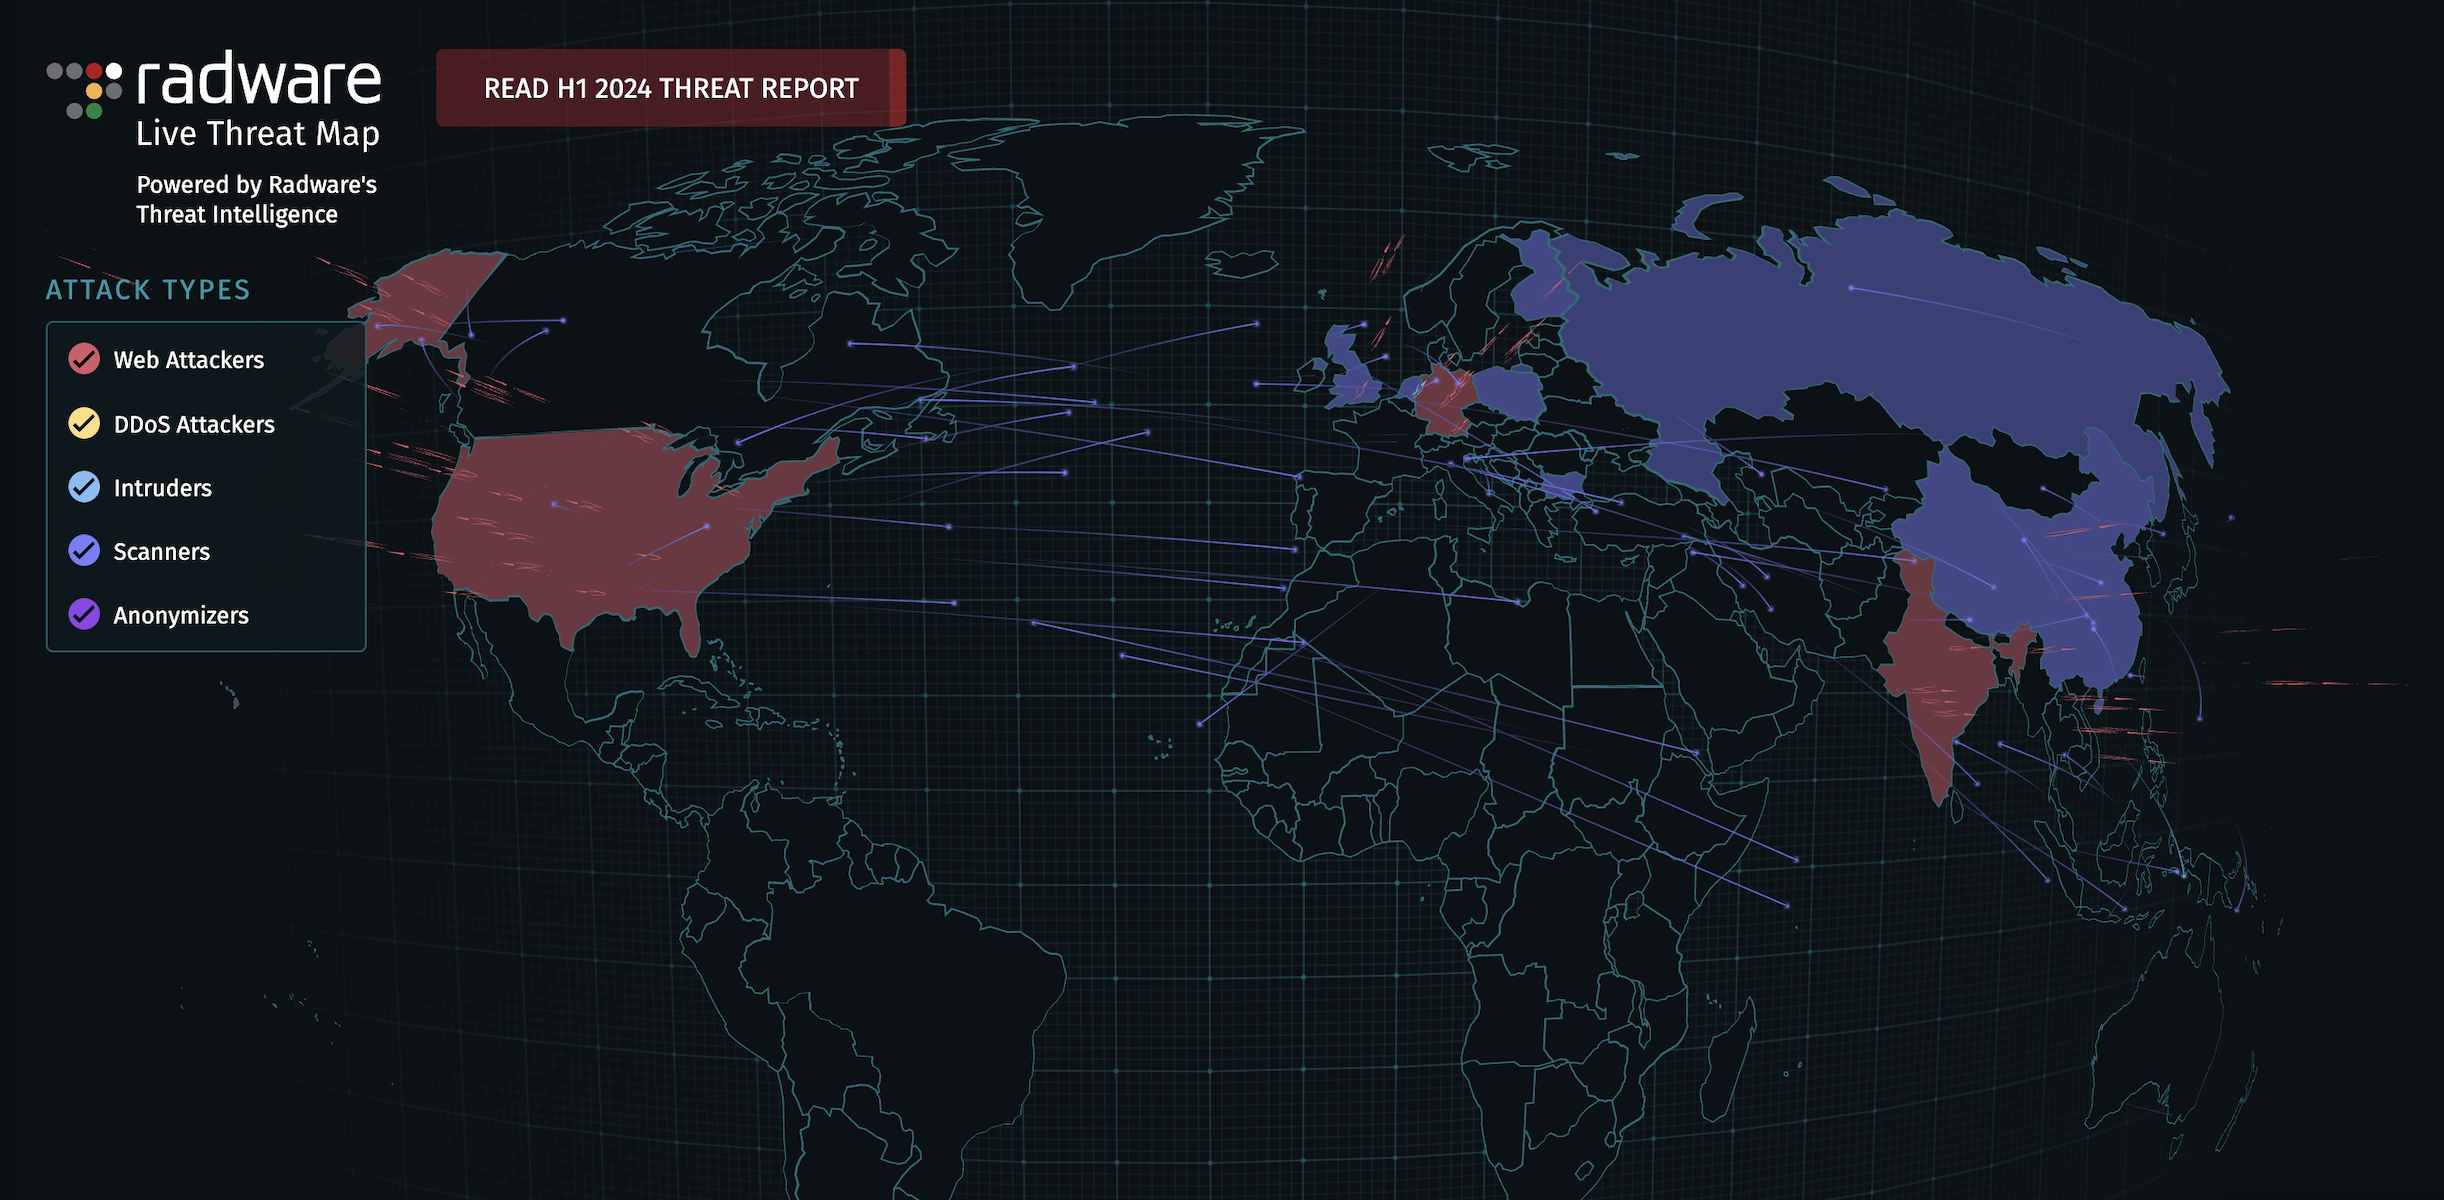 radware
Live Threat Map
Powered by Radware's
Threat Intelligence
READ H1 2024 THREAT REPORT
ATTACK TYPES
Web Attackers
DDoS Attackers
Intruders
Scanners
Anonymizers